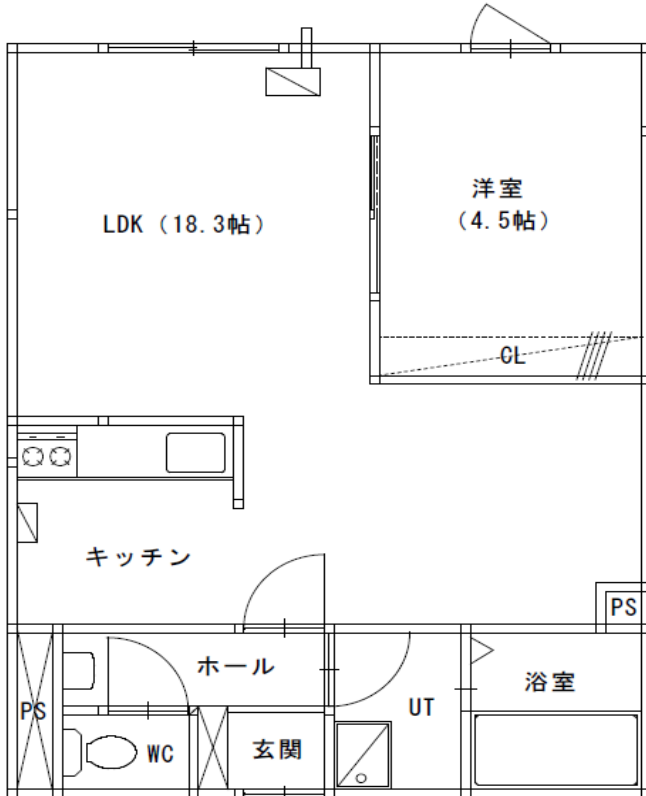 洋室
(4.5帖)
LDK (18.3帖)
CL
キッチン
PS
ホール
浴室
PS
UT
WC
玄関